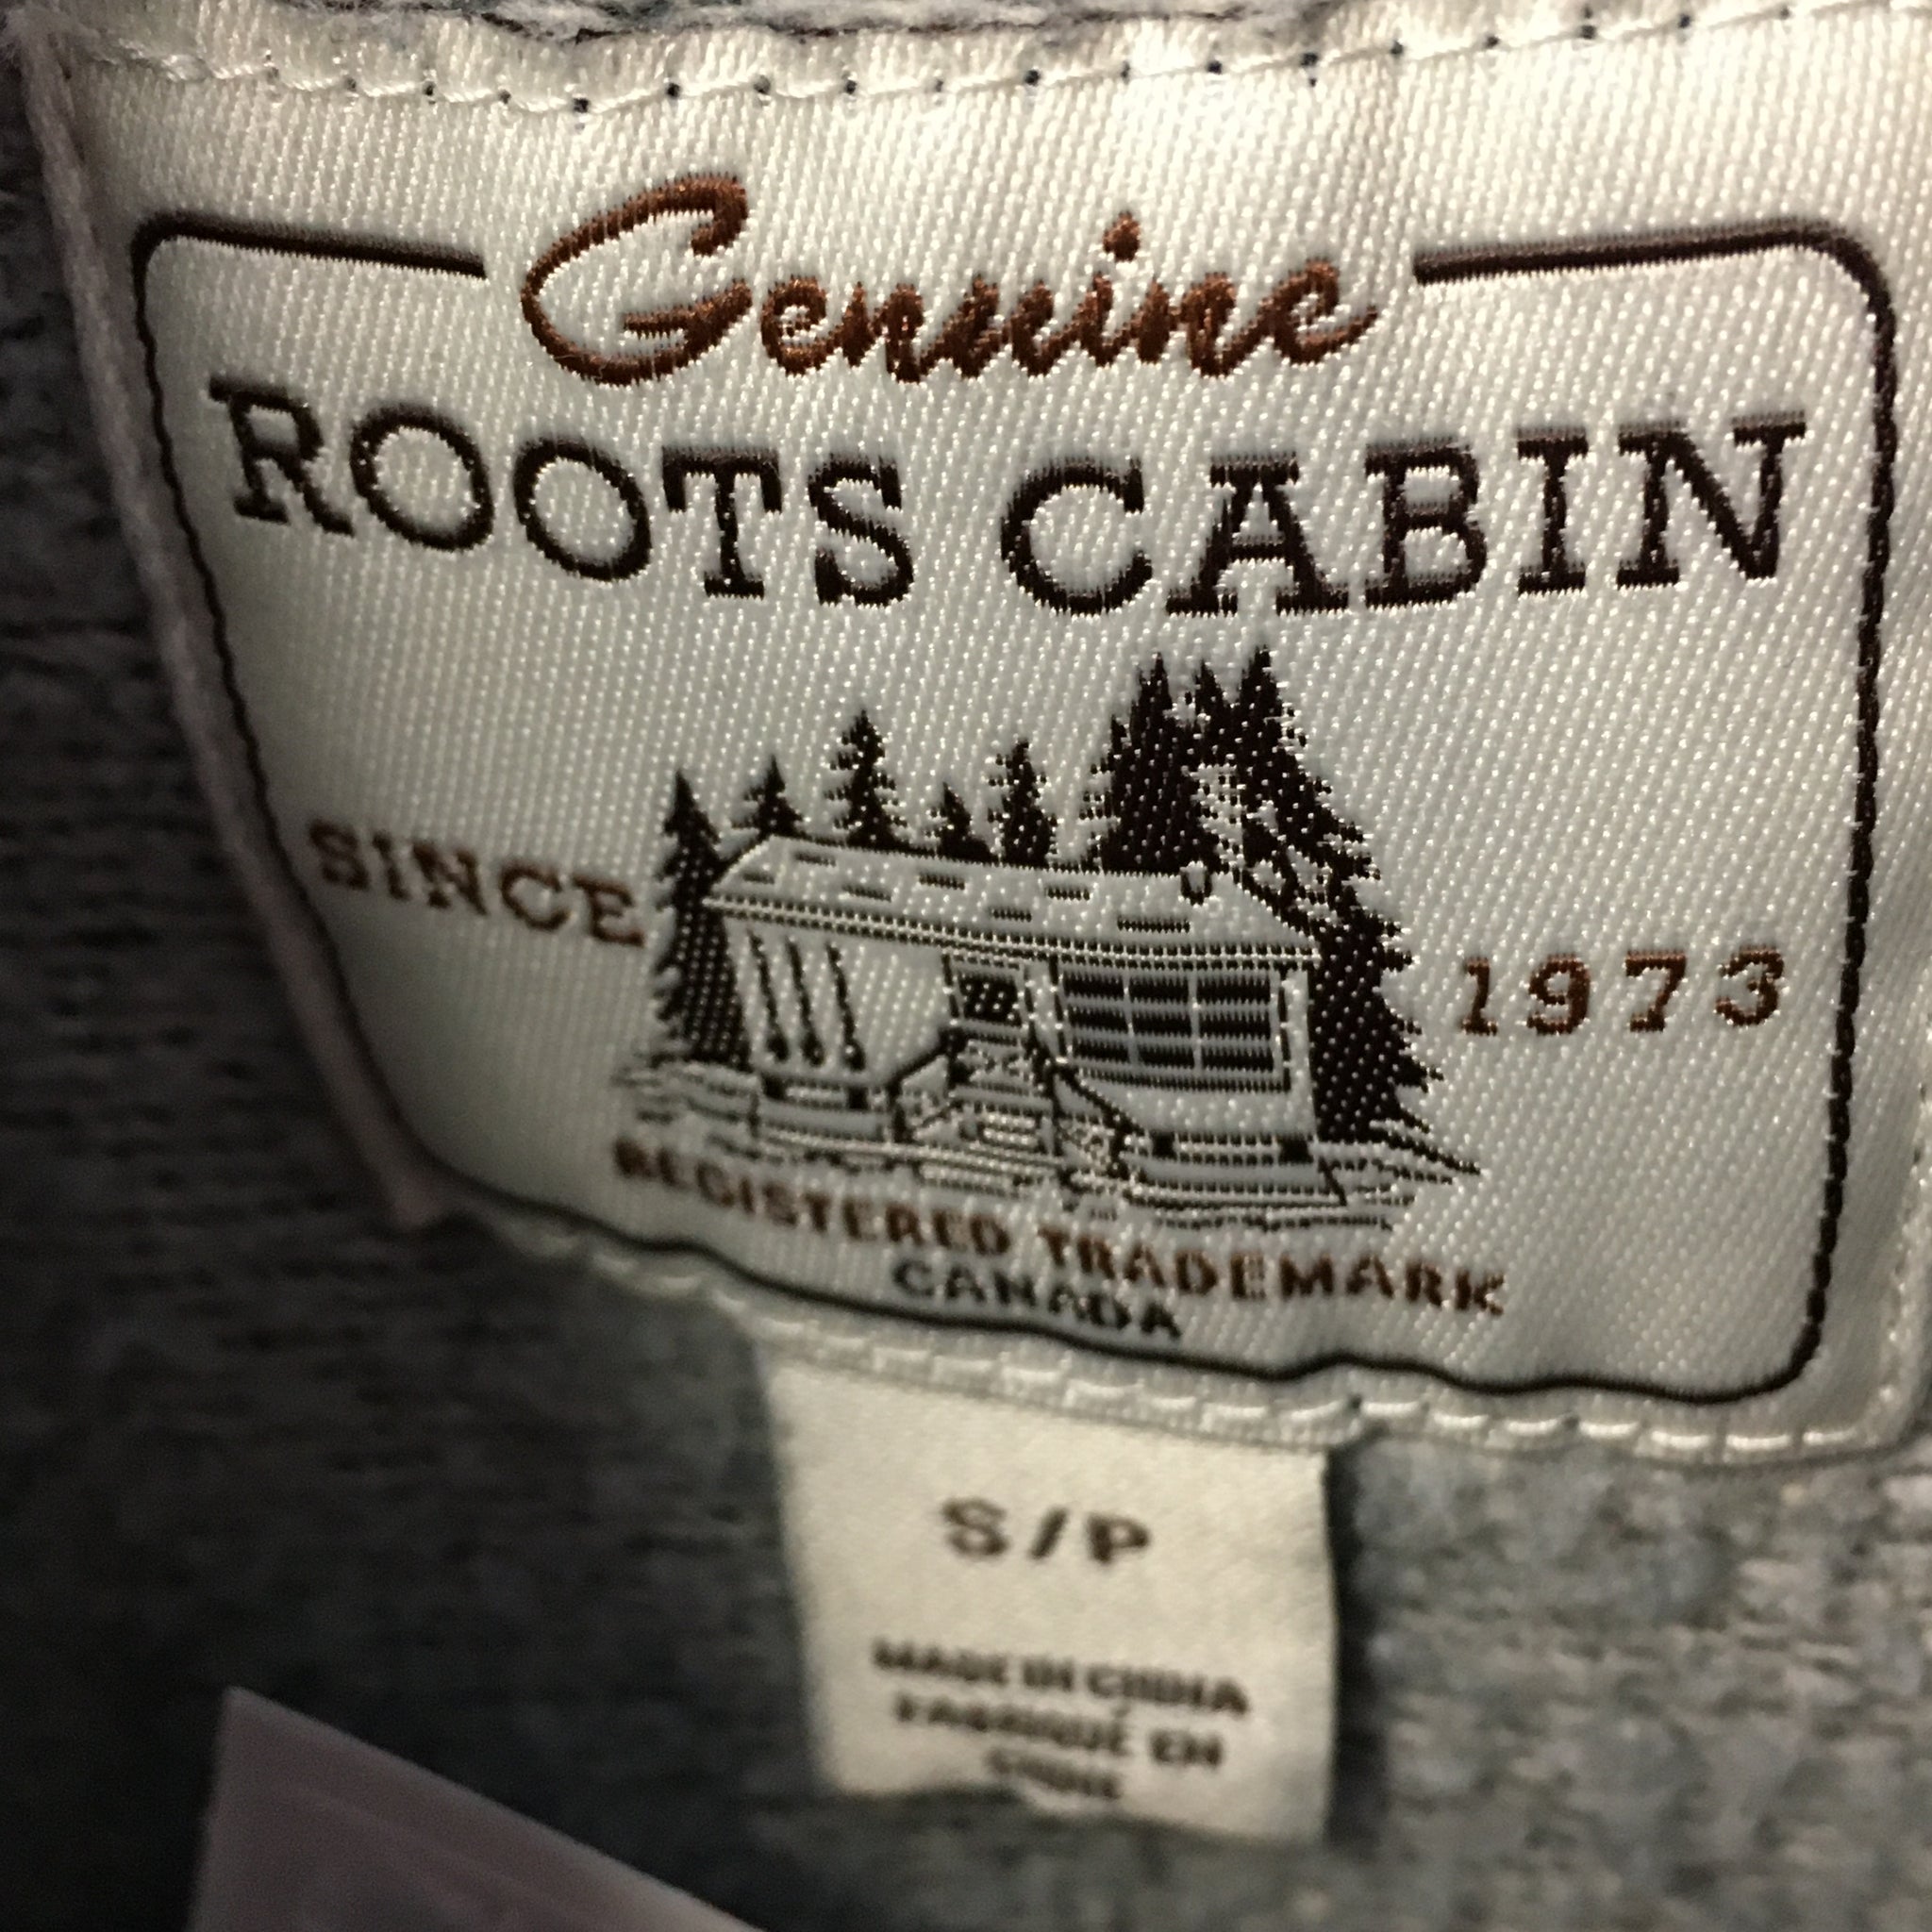 Genuine
ROOTS CABIN
SINCE 1973
REGISTERED TRADEMARK
CANADA
S/P
MADE IN CHINA
FABRIQUÉ EN
CHINE